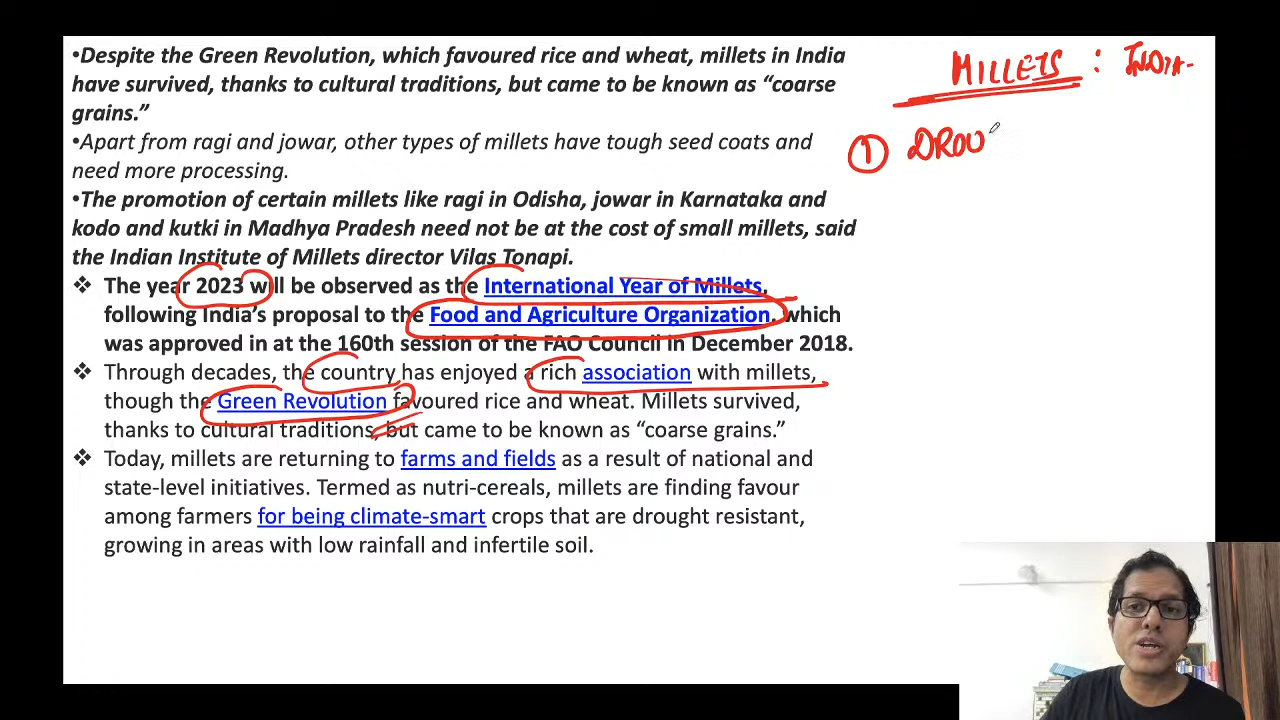 •Despite the Green Revolution, which favoured rice and wheat, millets in India
have survived, thanks to cultural traditions, but came to be known as “coarse
grains.”
•Apart from ragi and jowar, other types of millets have tough seed coats and
need more processing.
•The promotion of certain millets like ragi in Odisha, jowar in Karnataka and
kodo and kutki in Madhya Pradesh need not be at the cost of small millets, said
the Indian Institute of Millets director Vilas Tonapi.
❖ The year 2023 will be observed as the International Year of Millets,
following India’s proposal to the Food and Agriculture Organization, which
was approved in at the 160th session of the FAO Council in December 2018.
❖ Through decades, the country has enjoyed a rich association with millets,
though the Green Revolution favoured rice and wheat. Millets survived,
thanks to cultural traditions, but came to be known as “coarse grains.”
❖ Today, millets are returning to farms and fields as a result of national and
state-level initiatives. Termed as nutri-cereals, millets are finding favour
among farmers for being climate-smart crops that are drought resistant,
growing in areas with low rainfall and infertile soil.
MILLETS : INDIA-
① DROU